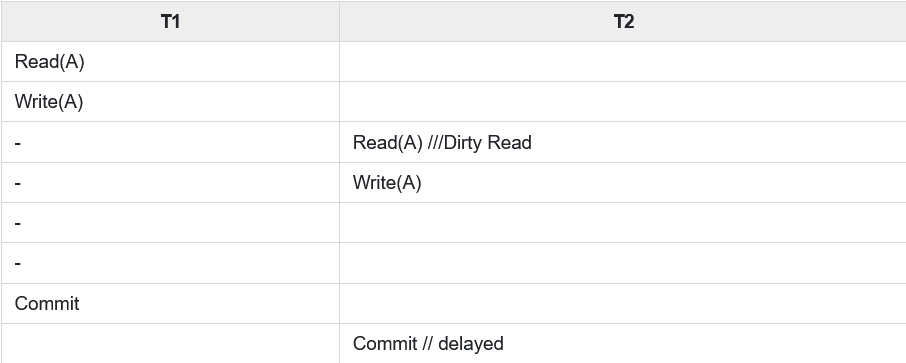 T1 T2
Read(A)
Write(A)
- Read(A) ///Dirty Read
- Write(A)
-
-
Commit
Commit // delayed